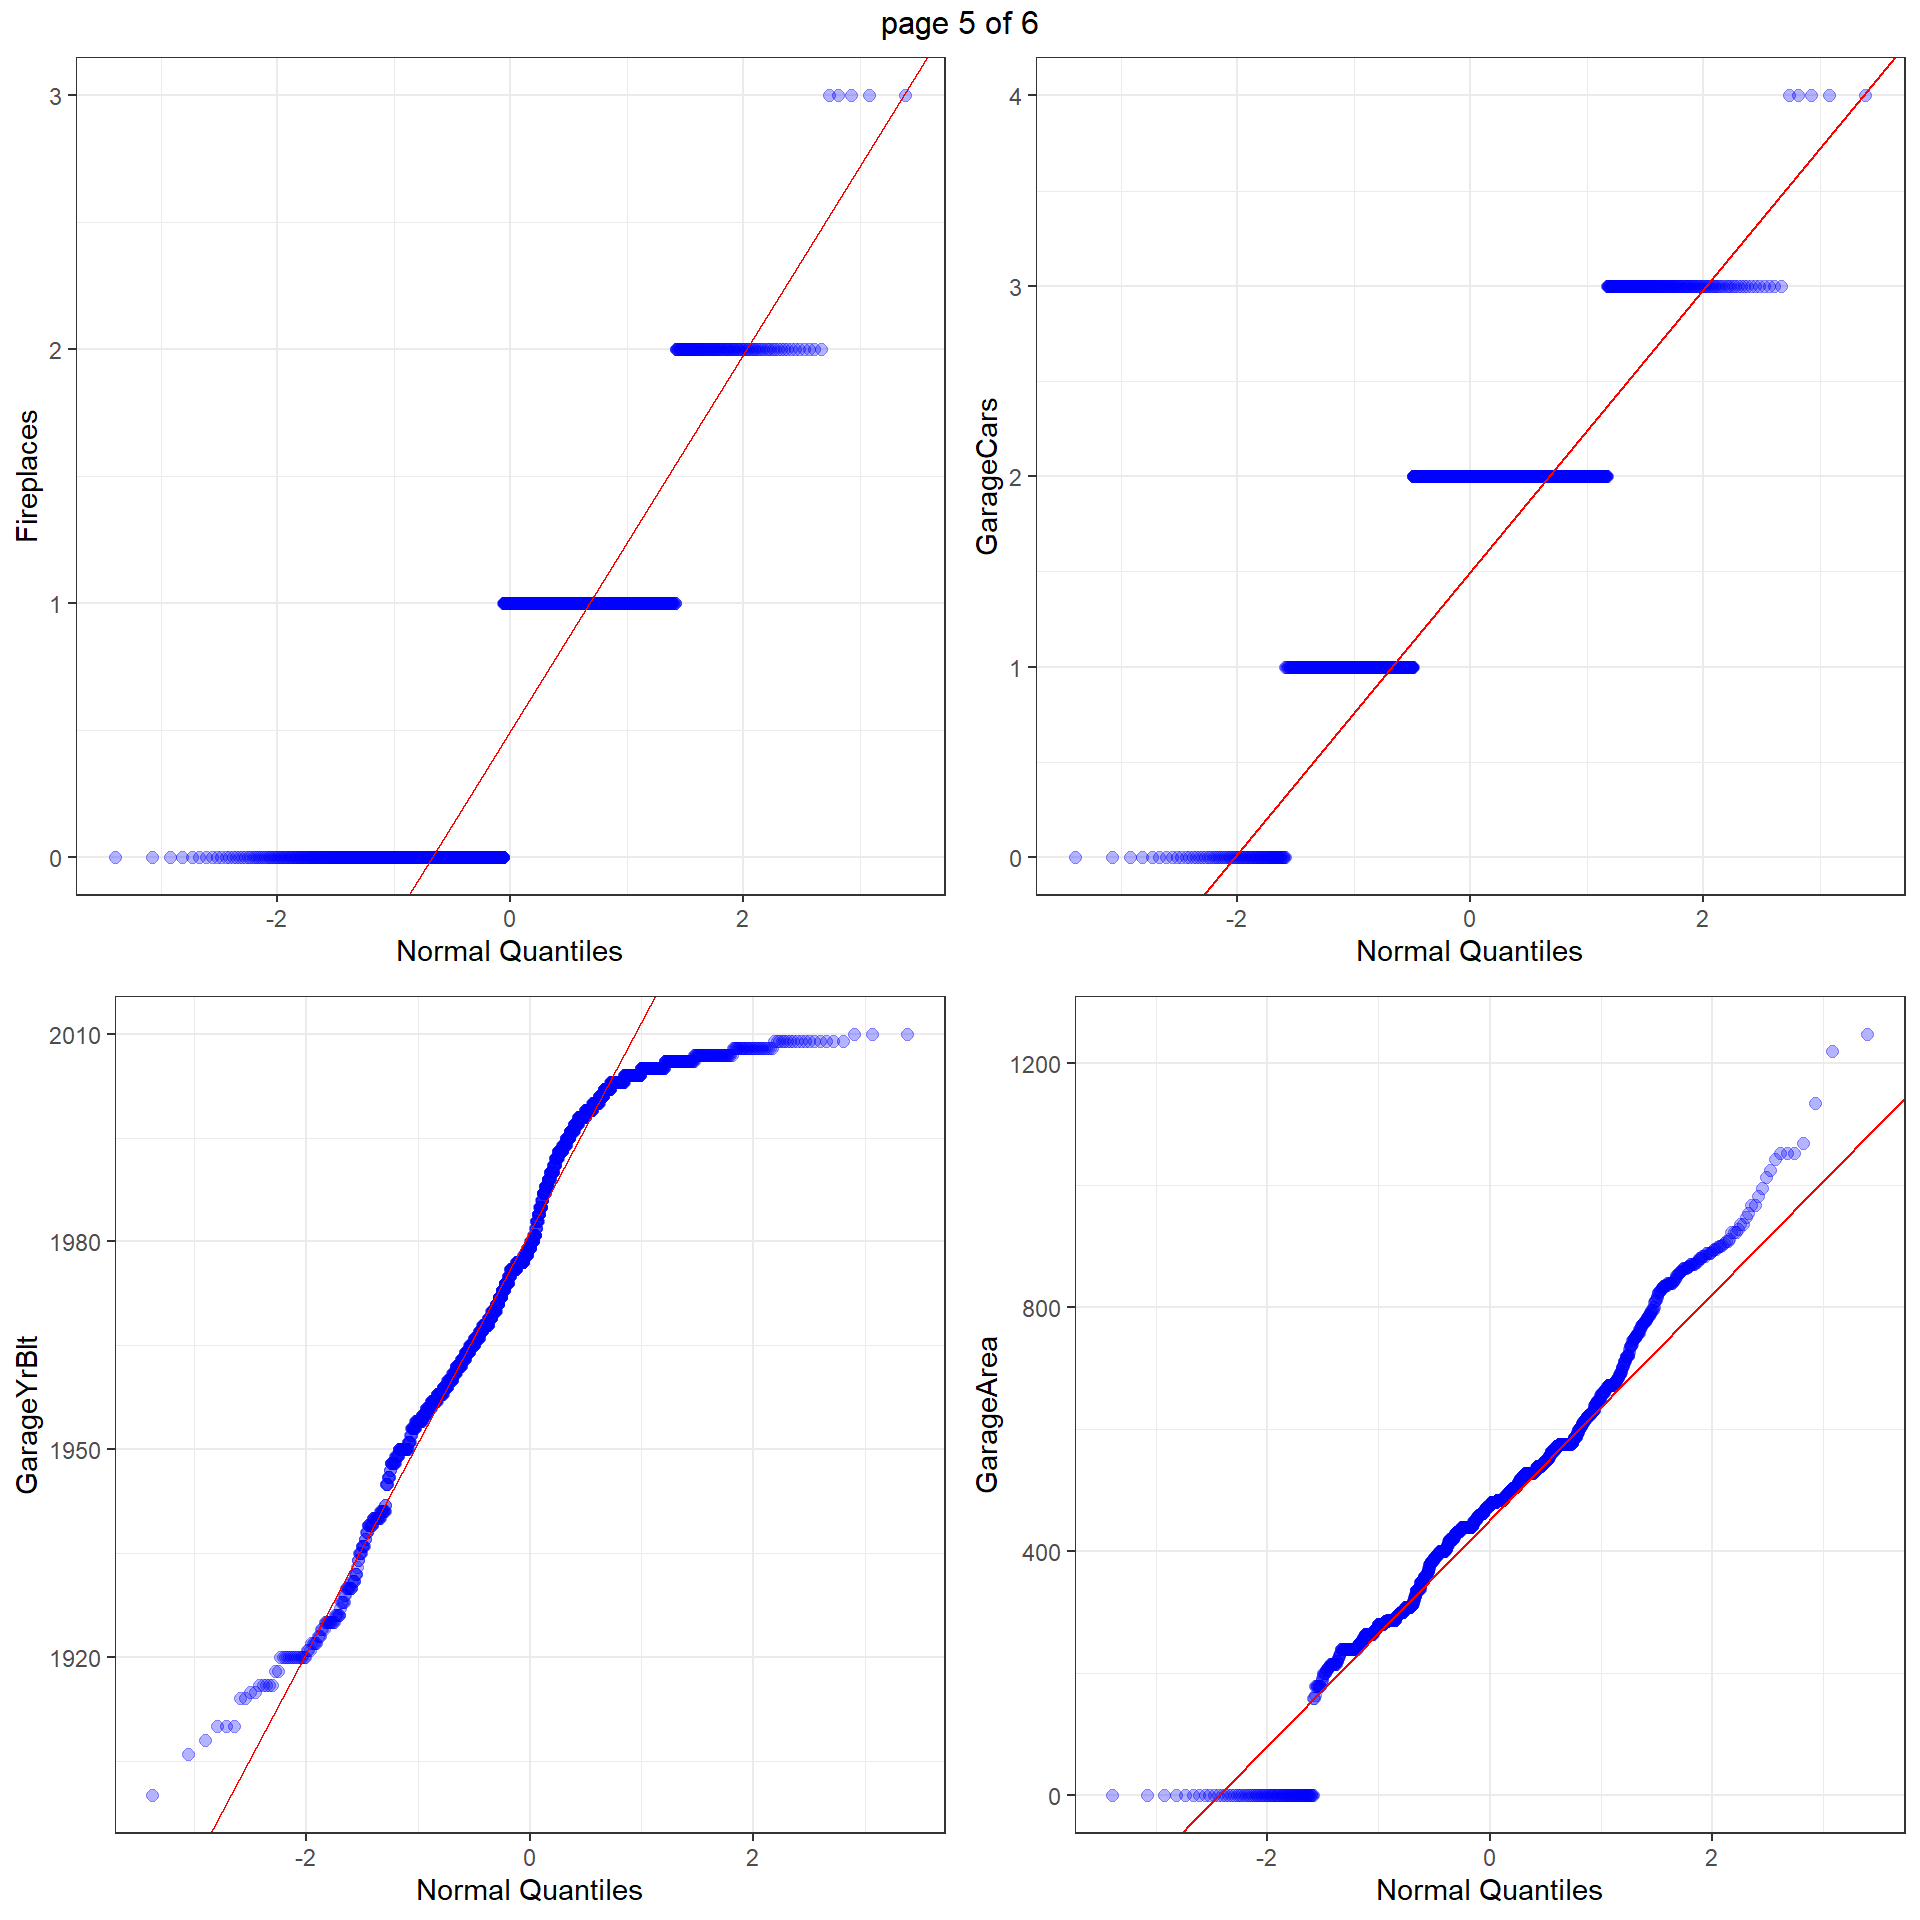 page 5 of 6
Fireplaces
3
2
1
0
-2 0 2
Normal Quantiles
GarageCars
4
3
2
1
0
-2 0 2
Normal Quantiles
GarageYrBlt
2010
1980
1950
1920
-2 0 2
Normal Quantiles
GarageArea
1200
800
400
0
-2 0 2
Normal Quantiles